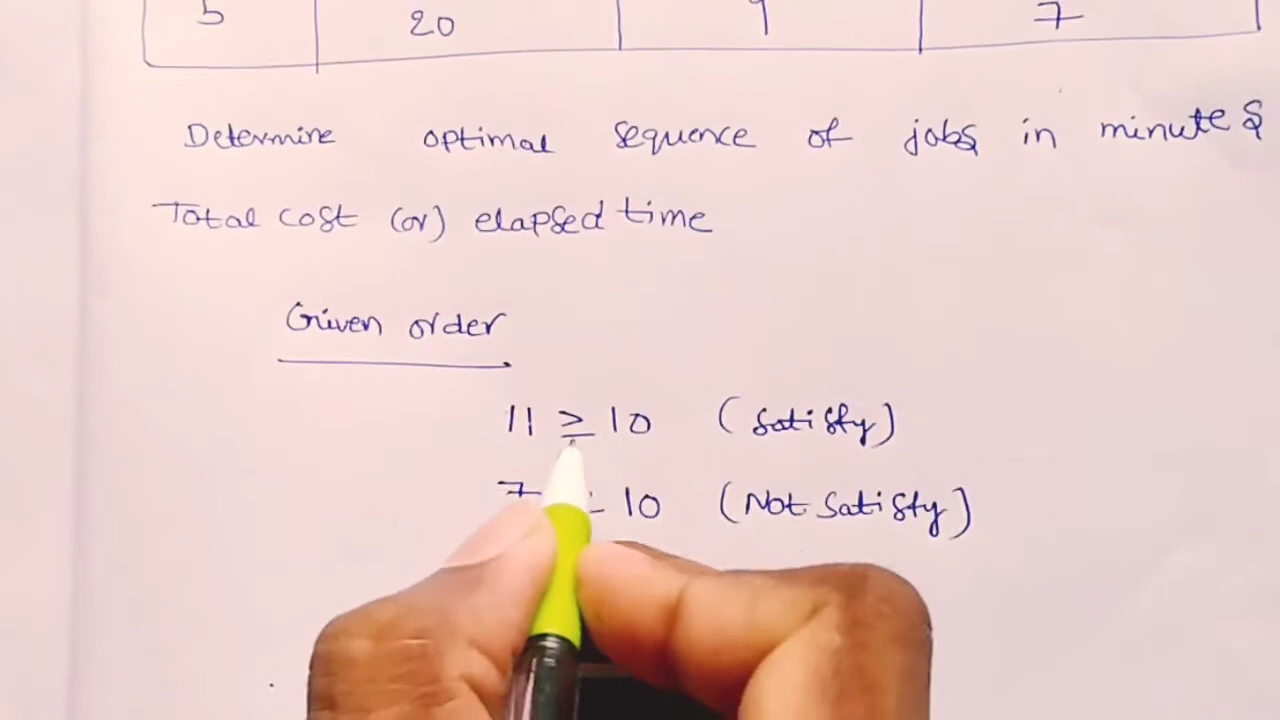 5 20 9 7
Determine optimal sequence of jobs in minutes
Total cost (or) elapsed time
Given order
11 ≥ 10 (Satisfy)
7 10 (Not Satisfy)